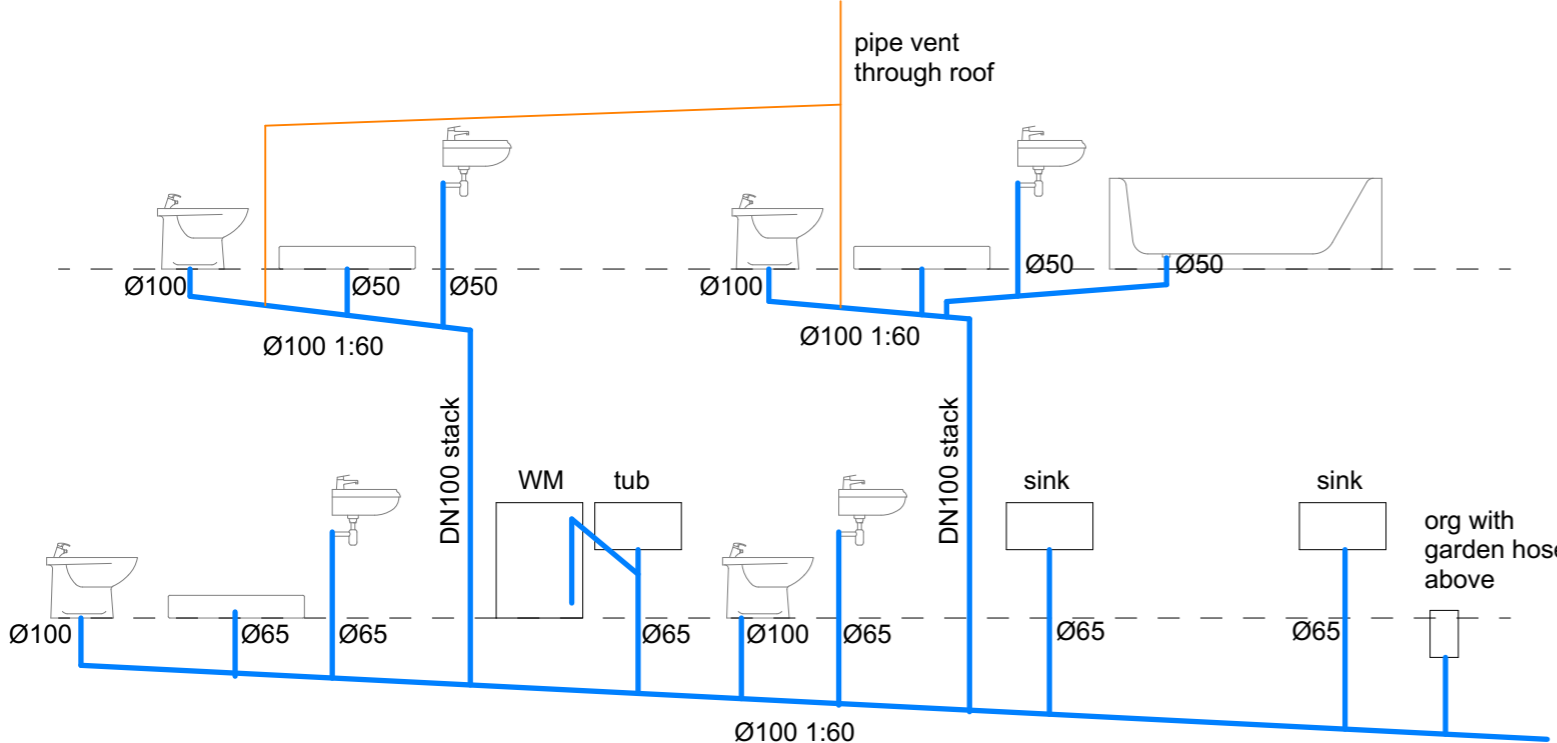 pipe vent
through roof
Ø100
Ø50
Ø50
Ø100
Ø50
Ø50
Ø100 1:60
Ø100 1:60
DN100 stack
DN100 stack
WM
tub
sink
sink
org with
garden hose
above
Ø100
Ø65
Ø65
Ø65
Ø100
Ø65
Ø65
Ø65
Ø100 1:60